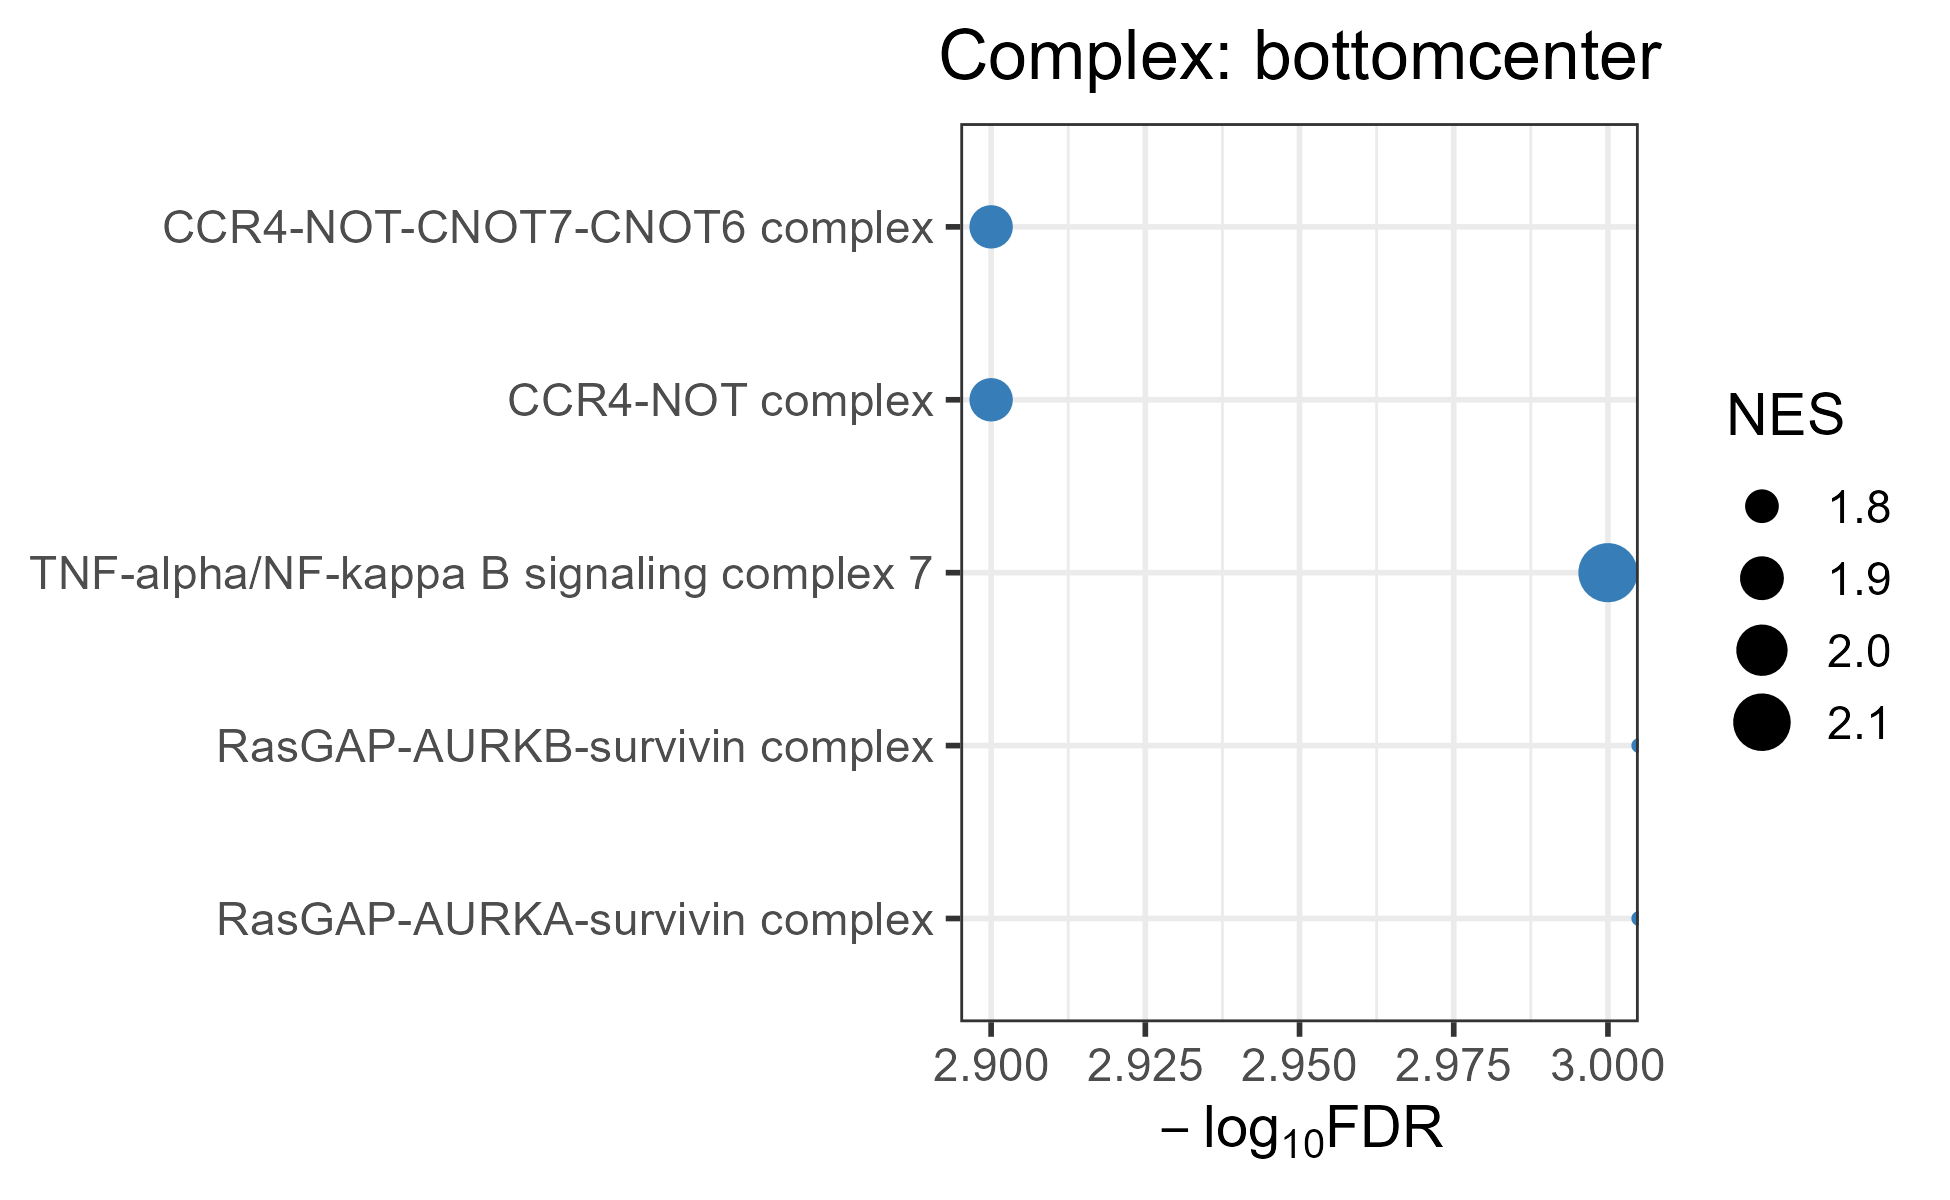 Complex: bottomcenter
CCR4-NOT-CNOT7-CNOT6 complex
CCR4-NOT complex
TNF-alpha/NF-kappa B signaling complex 7
RasGAP-AURKB-survivin complex
RasGAP-AURKA-survivin complex
2.900 2.925 2.950 2.975 3.000
– log₁₀FDR
NES
1.8
1.9
2.0
2.1